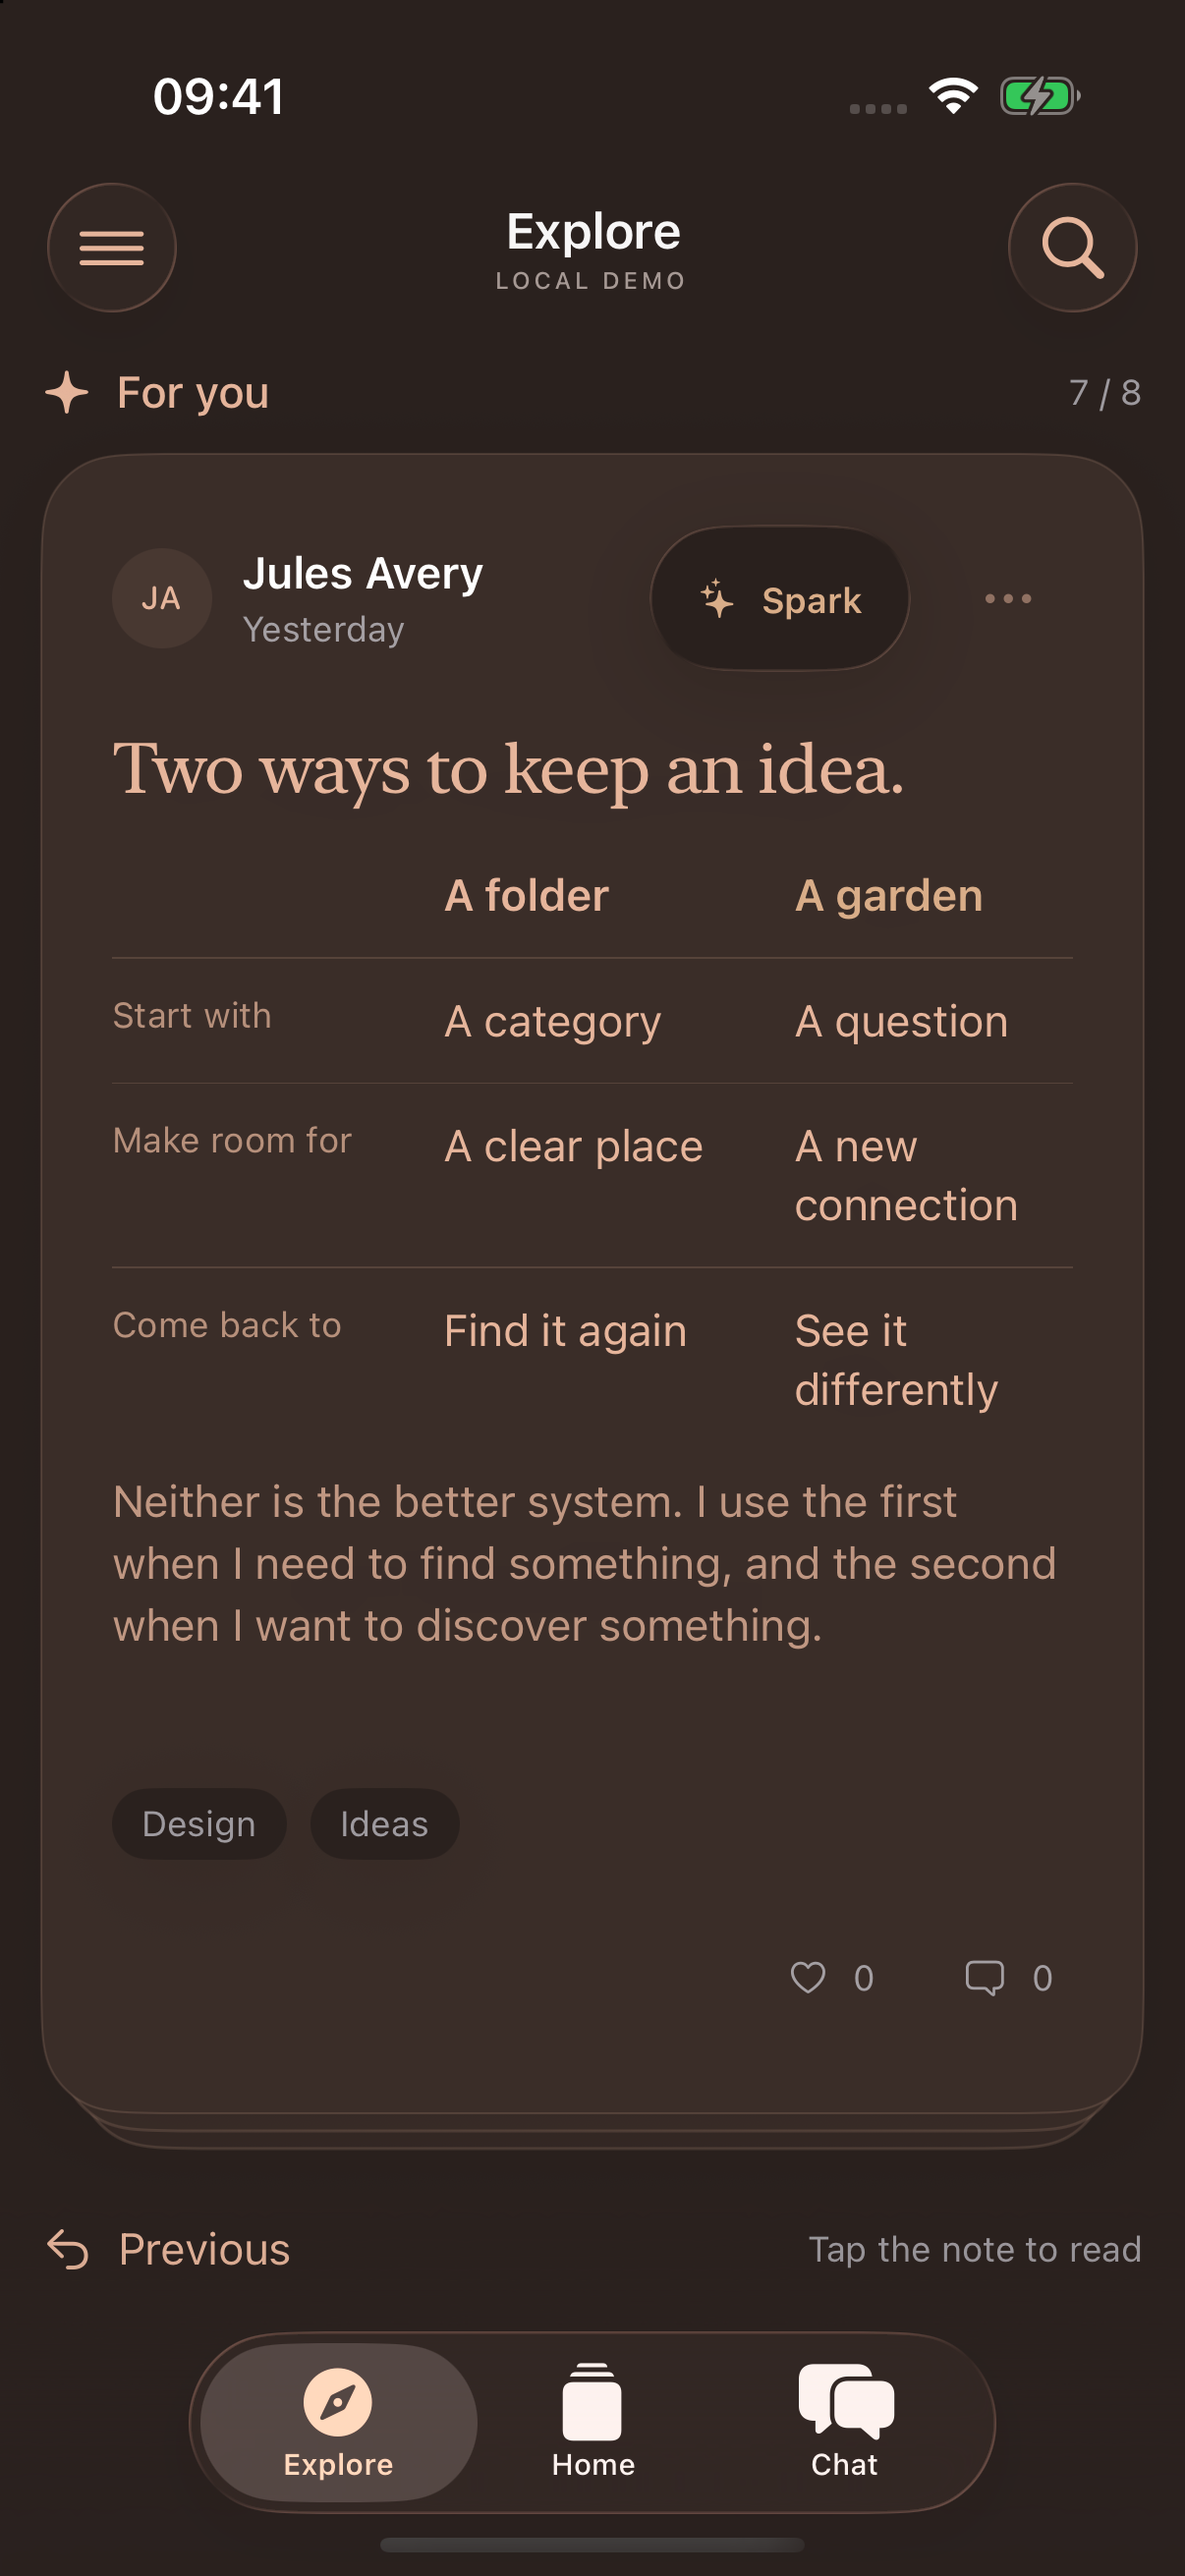 09:41
Explore
LOCAL DEMO
For you
7 / 8
JA
Jules Avery
Yesterday
Spark
Two ways to keep an idea.
A folder
A garden
Start with
A category
A question
Make room for
A clear place
A new
connection
Come back to
Find it again
See it
differently
Neither is the better system. I use the first
when I need to find something, and the second
when I want to discover something.
Design
Ideas
0
0
Previous
Tap the note to read
Explore
Home
Chat